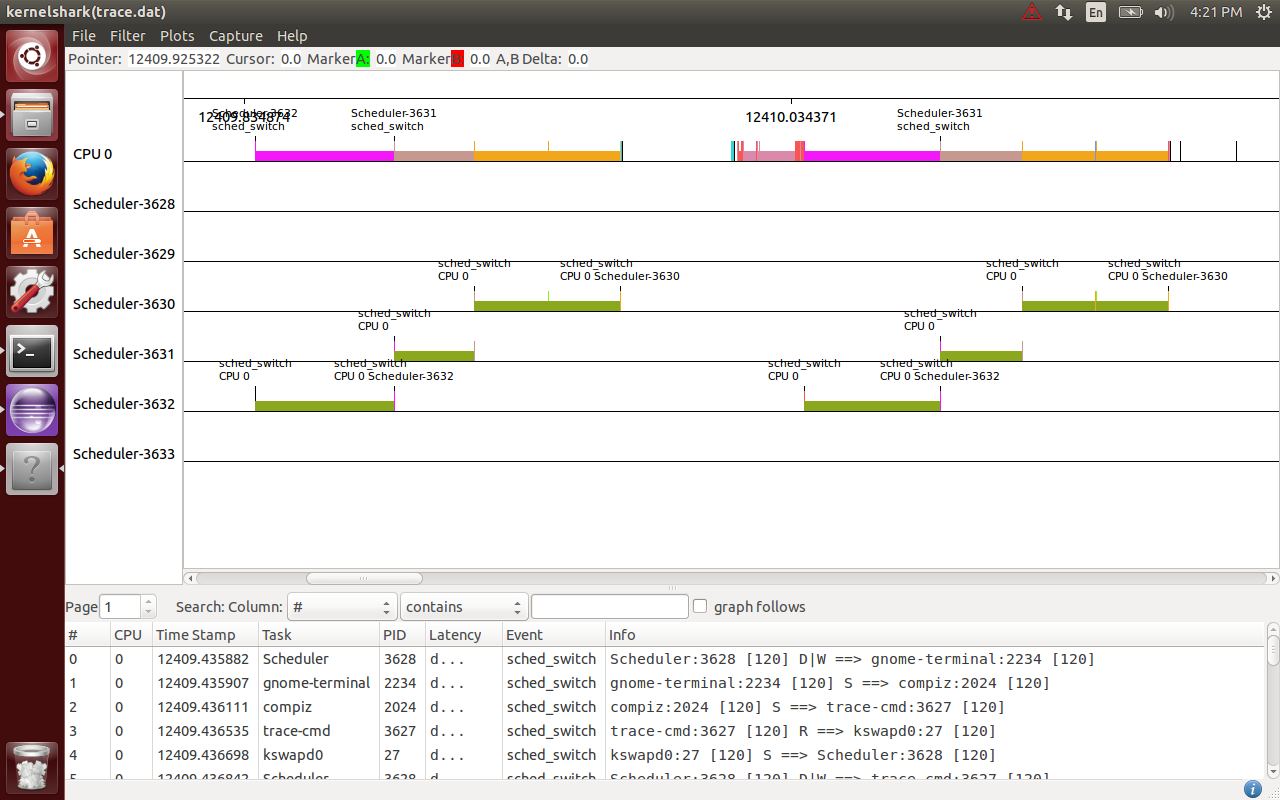 kernelshark(trace.dat)
En
4:21 PM
File Filter Plots Capture Help
Pointer: 12409.925322 Cursor: 0.0 Marker A: 0.0 Marker B: 0.0 A,B Delta: 0.0
12409.834874
12410.034371
Scheduler-3632
sched_switch
Scheduler-3631
sched_switch
Scheduler-3631
sched_switch
CPU 0
Scheduler-3628
Scheduler-3629
sched_switch
CPU 0
sched_switch
CPU 0 Scheduler-3630
sched_switch
CPU 0
sched_switch
CPU 0 Scheduler-3630
Scheduler-3630
sched_switch
CPU 0
sched_switch
CPU 0
Scheduler-3631
sched_switch
CPU 0
sched_switch
CPU 0 Scheduler-3632
sched_switch
CPU 0
sched_switch
CPU 0 Scheduler-3632
Scheduler-3632
Scheduler-3633
Page 1 Search: Column: # contains graph follows
# CPU Time Stamp Task PID Latency Event Info
0 0 12409.435882 Scheduler 3628 d... sched_switch Scheduler:3628 [120] D|W ==> gnome-terminal:2234 [120]
1 0 12409.435907 gnome-terminal 2234 d... sched_switch gnome-terminal:2234 [120] S ==> compiz:2024 [120]
2 0 12409.436111 compiz 2024 d... sched_switch compiz:2024 [120] S ==> trace-cmd:3627 [120]
3 0 12409.436535 trace-cmd 3627 d... sched_switch trace-cmd:3627 [120] R ==> kswapd0:27 [120]
4 0 12409.436698 kswapd0 27 d... sched_switch kswapd0:27 [120] S ==> Scheduler:3628 [120]
5 0 12409.436842 Scheduler 3628 d... sched_switch Scheduler:3628 [120] D|W ==> trace-cmd:3627 [120]